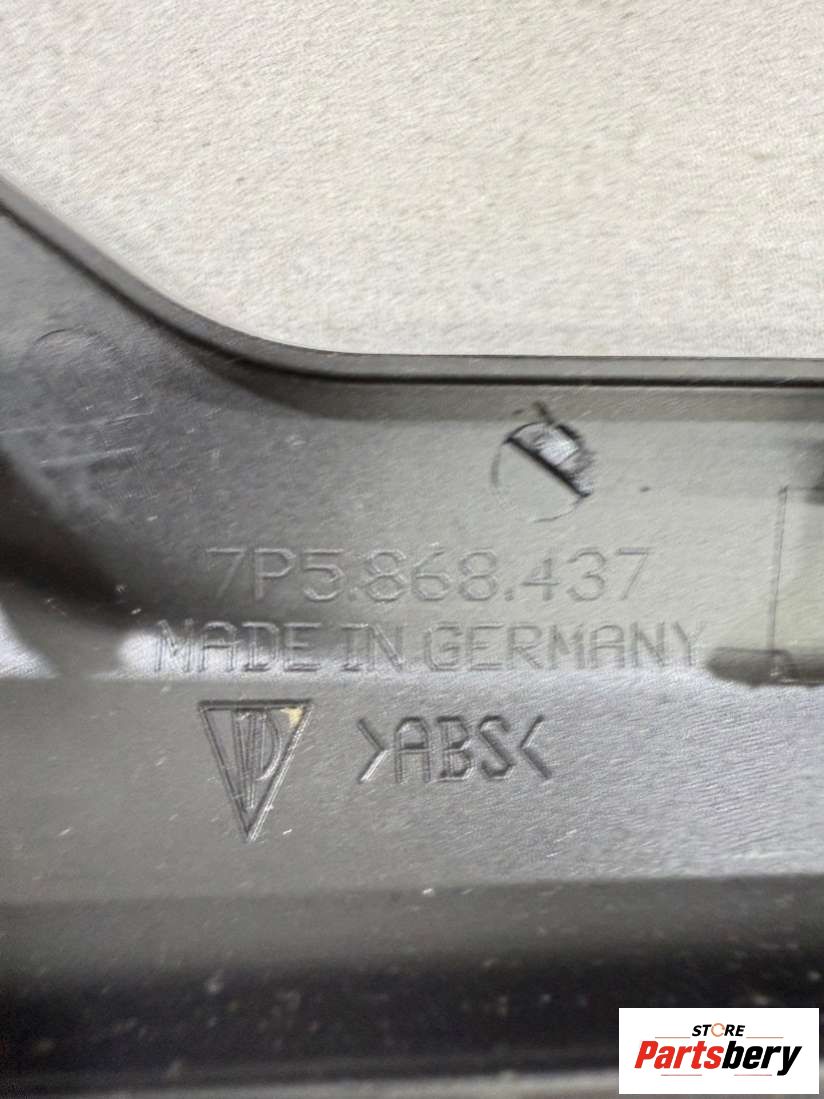 7P5.868.437
MADE IN GERMANY
>ABS<
STORE
Partsbery